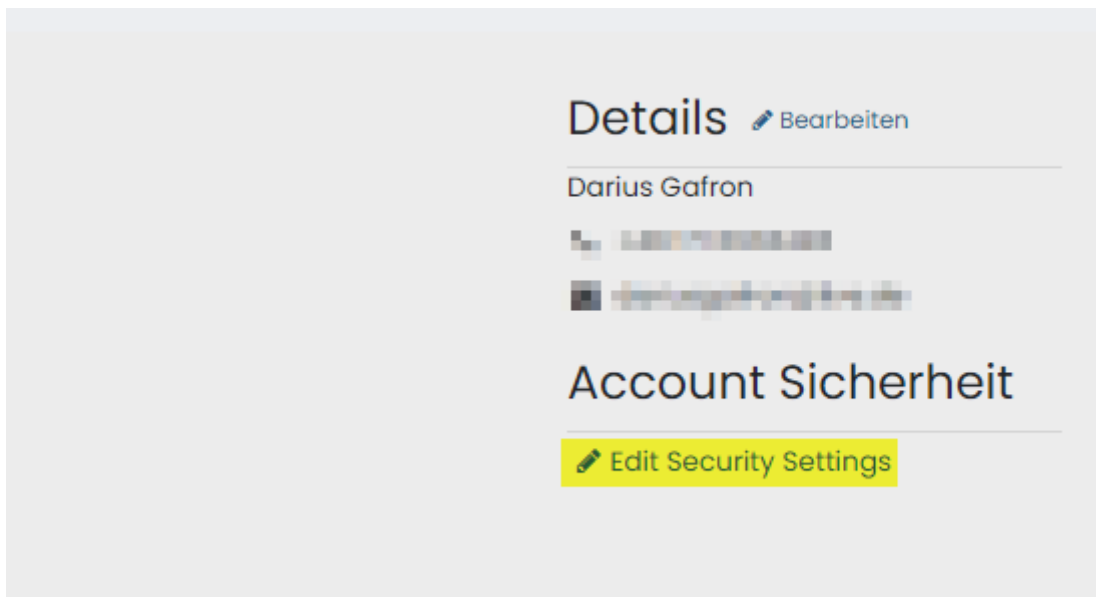 Details Bearbeiten
Darius Gafron
Account Sicherheit
Edit Security Settings